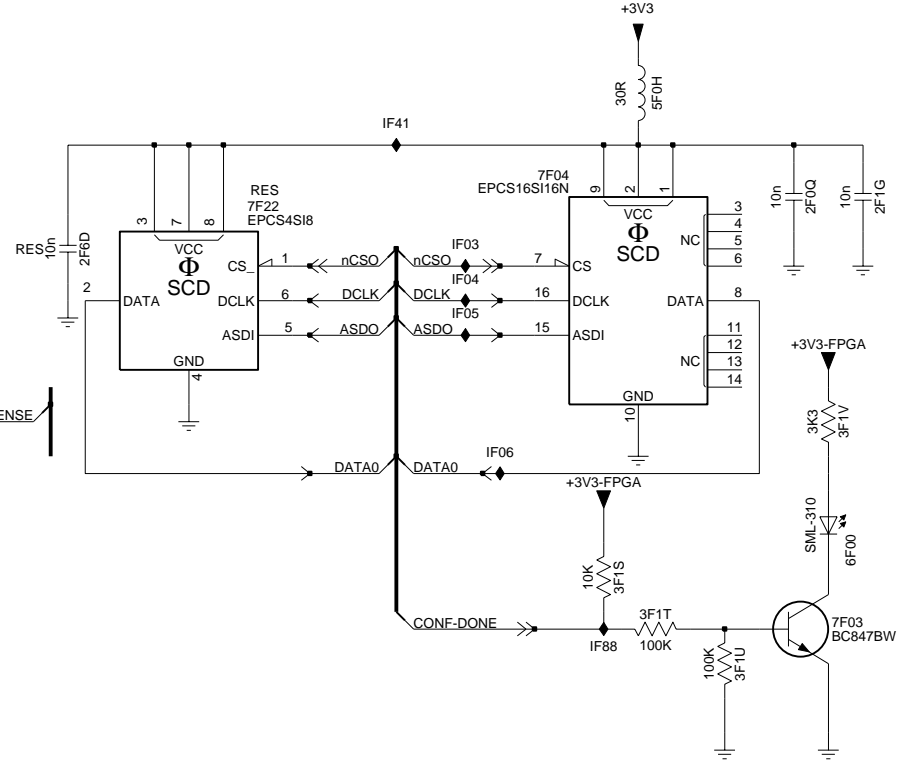 +3V3
30R
5F0H
IF41
RES
7F22
EPCS4SI8
7F04
EPCS16SI16N
3
7
8
9
2
1
VCC
Φ
SCD
CS_
1
DCLK
6
ASDI
5
2
DATA
GND
4
RES
10n
2F6D
nCSO
nCSO
IF03
DCLK
DCLK
IF04
ASDO
ASDO
IF05
7
CS
16
DCLK
15
ASDI
VCC
Φ
SCD
NC
3
4
5
6
DATA
8
NC
11
12
13
14
GND
10
10n
2F0Q
10n
2F1G
ENSE
DATA0
DATA0
IF06
+3V3-FPGA
10K
3F1S
CONF-DONE
IF88
3F1T
100K
100K
3F1U
+3V3-FPGA
3K3
3F1V
SML-310
6F00
7F03
BC847BW